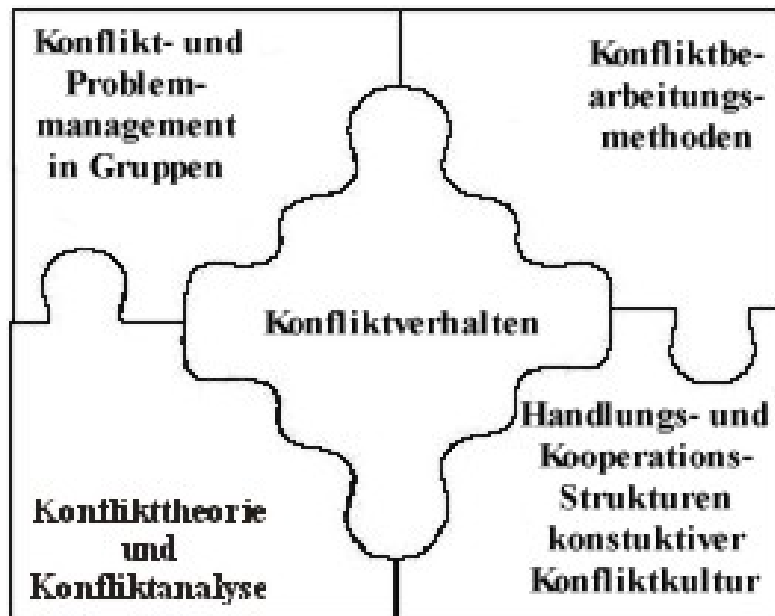 Konflikt- und
Problem-
management
in Gruppen
Konfliktbe-
arbeitungs-
methoden
Konfliktverhalten
Konflikttheorie
und
Konfliktanalyse
Handlungs- und
Kooperations-
Strukturen
konstuktiver
Konfliktkultur